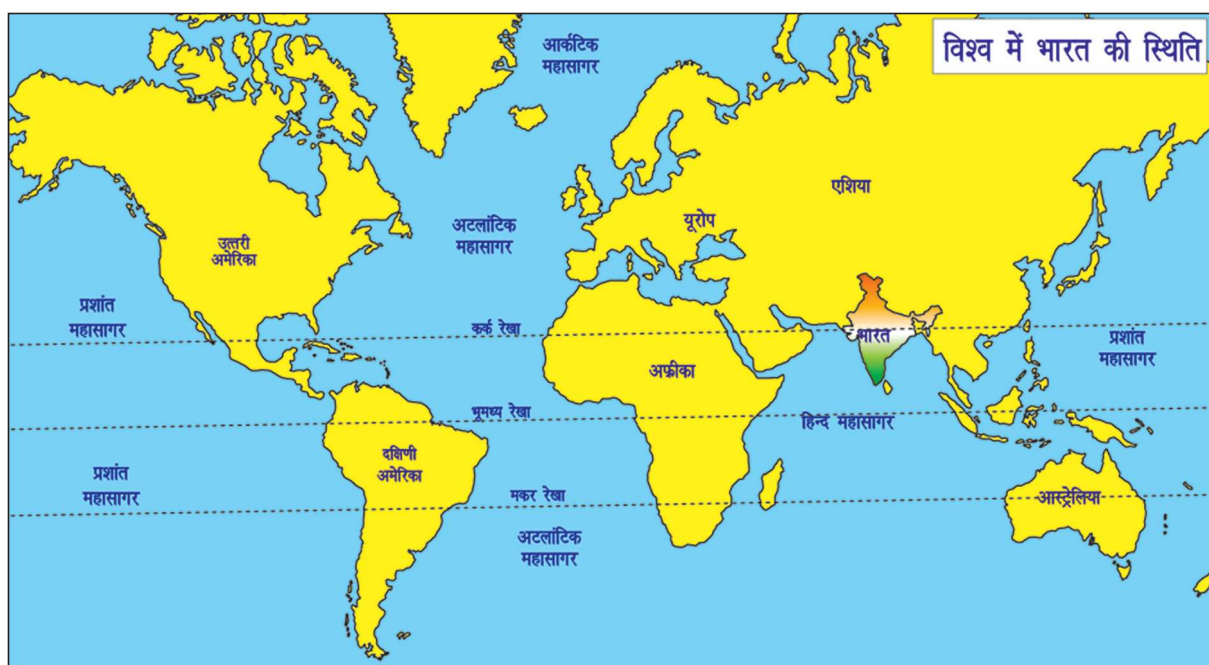 विश्व में भारत की स्थिति
आर्कटिक
महासागर
एशिया
यूरोप
अटलांटिक
महासागर
उत्तरी
अमेरिका
प्रशांत
महासागर
कर्क रेखा
भारत
प्रशांत
महासागर
अफ्रीका
भूमध्य रेखा
हिन्द महासागर
दक्षिणी
अमेरिका
प्रशांत
महासागर
मकर रेखा
आस्ट्रेलिया
अटलांटिक
महासागर